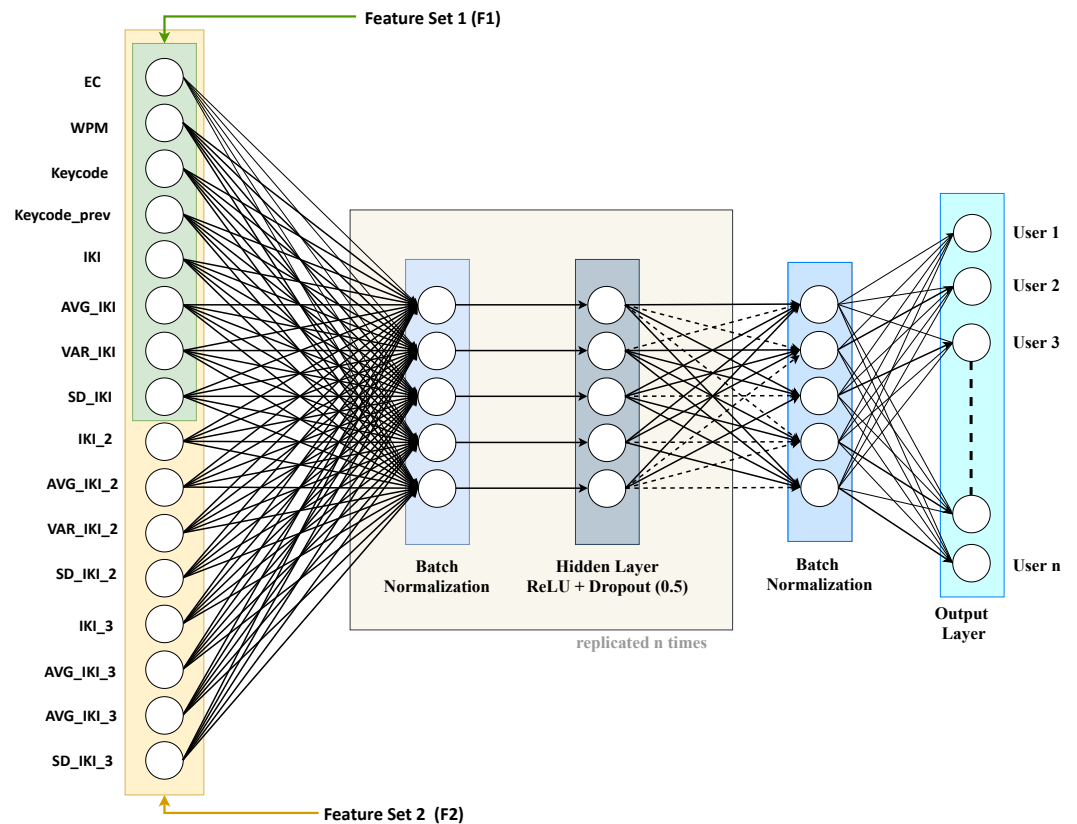 Feature Set 1 (F1)
EC
WPM
Keycode
Keycode_prev
IKI
AVG_IKI
VAR_IKI
SD_IKI
IKI_2
AVG_IKI_2
VAR_IKI_2
SD_IKI_2
IKI_3
AVG_IKI_3
AVG_IKI_3
SD_IKI_3
Feature Set 2 (F2)
Batch
Normalization
Hidden Layer
ReLU + Dropout (0.5)
replicated n times
Batch
Normalization
User 1
User 2
User 3
User n
Output
Layer